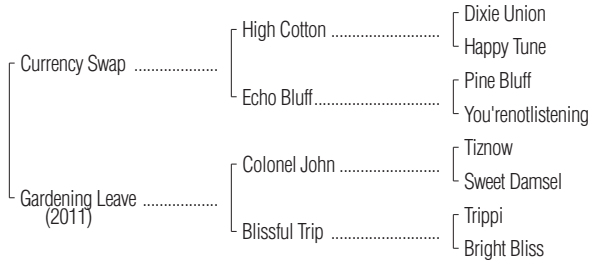 Dixie Union
High Cotton ........................
Happy Tune
Currency Swap ...................
Pine Bluff
Echo Bluff............................
You'renotlistening
Tiznow
Colonel John .......................
Sweet Damsel
Gardening Leave .................
(2011)
Trippi
Blissful Trip .........................
Bright Bliss